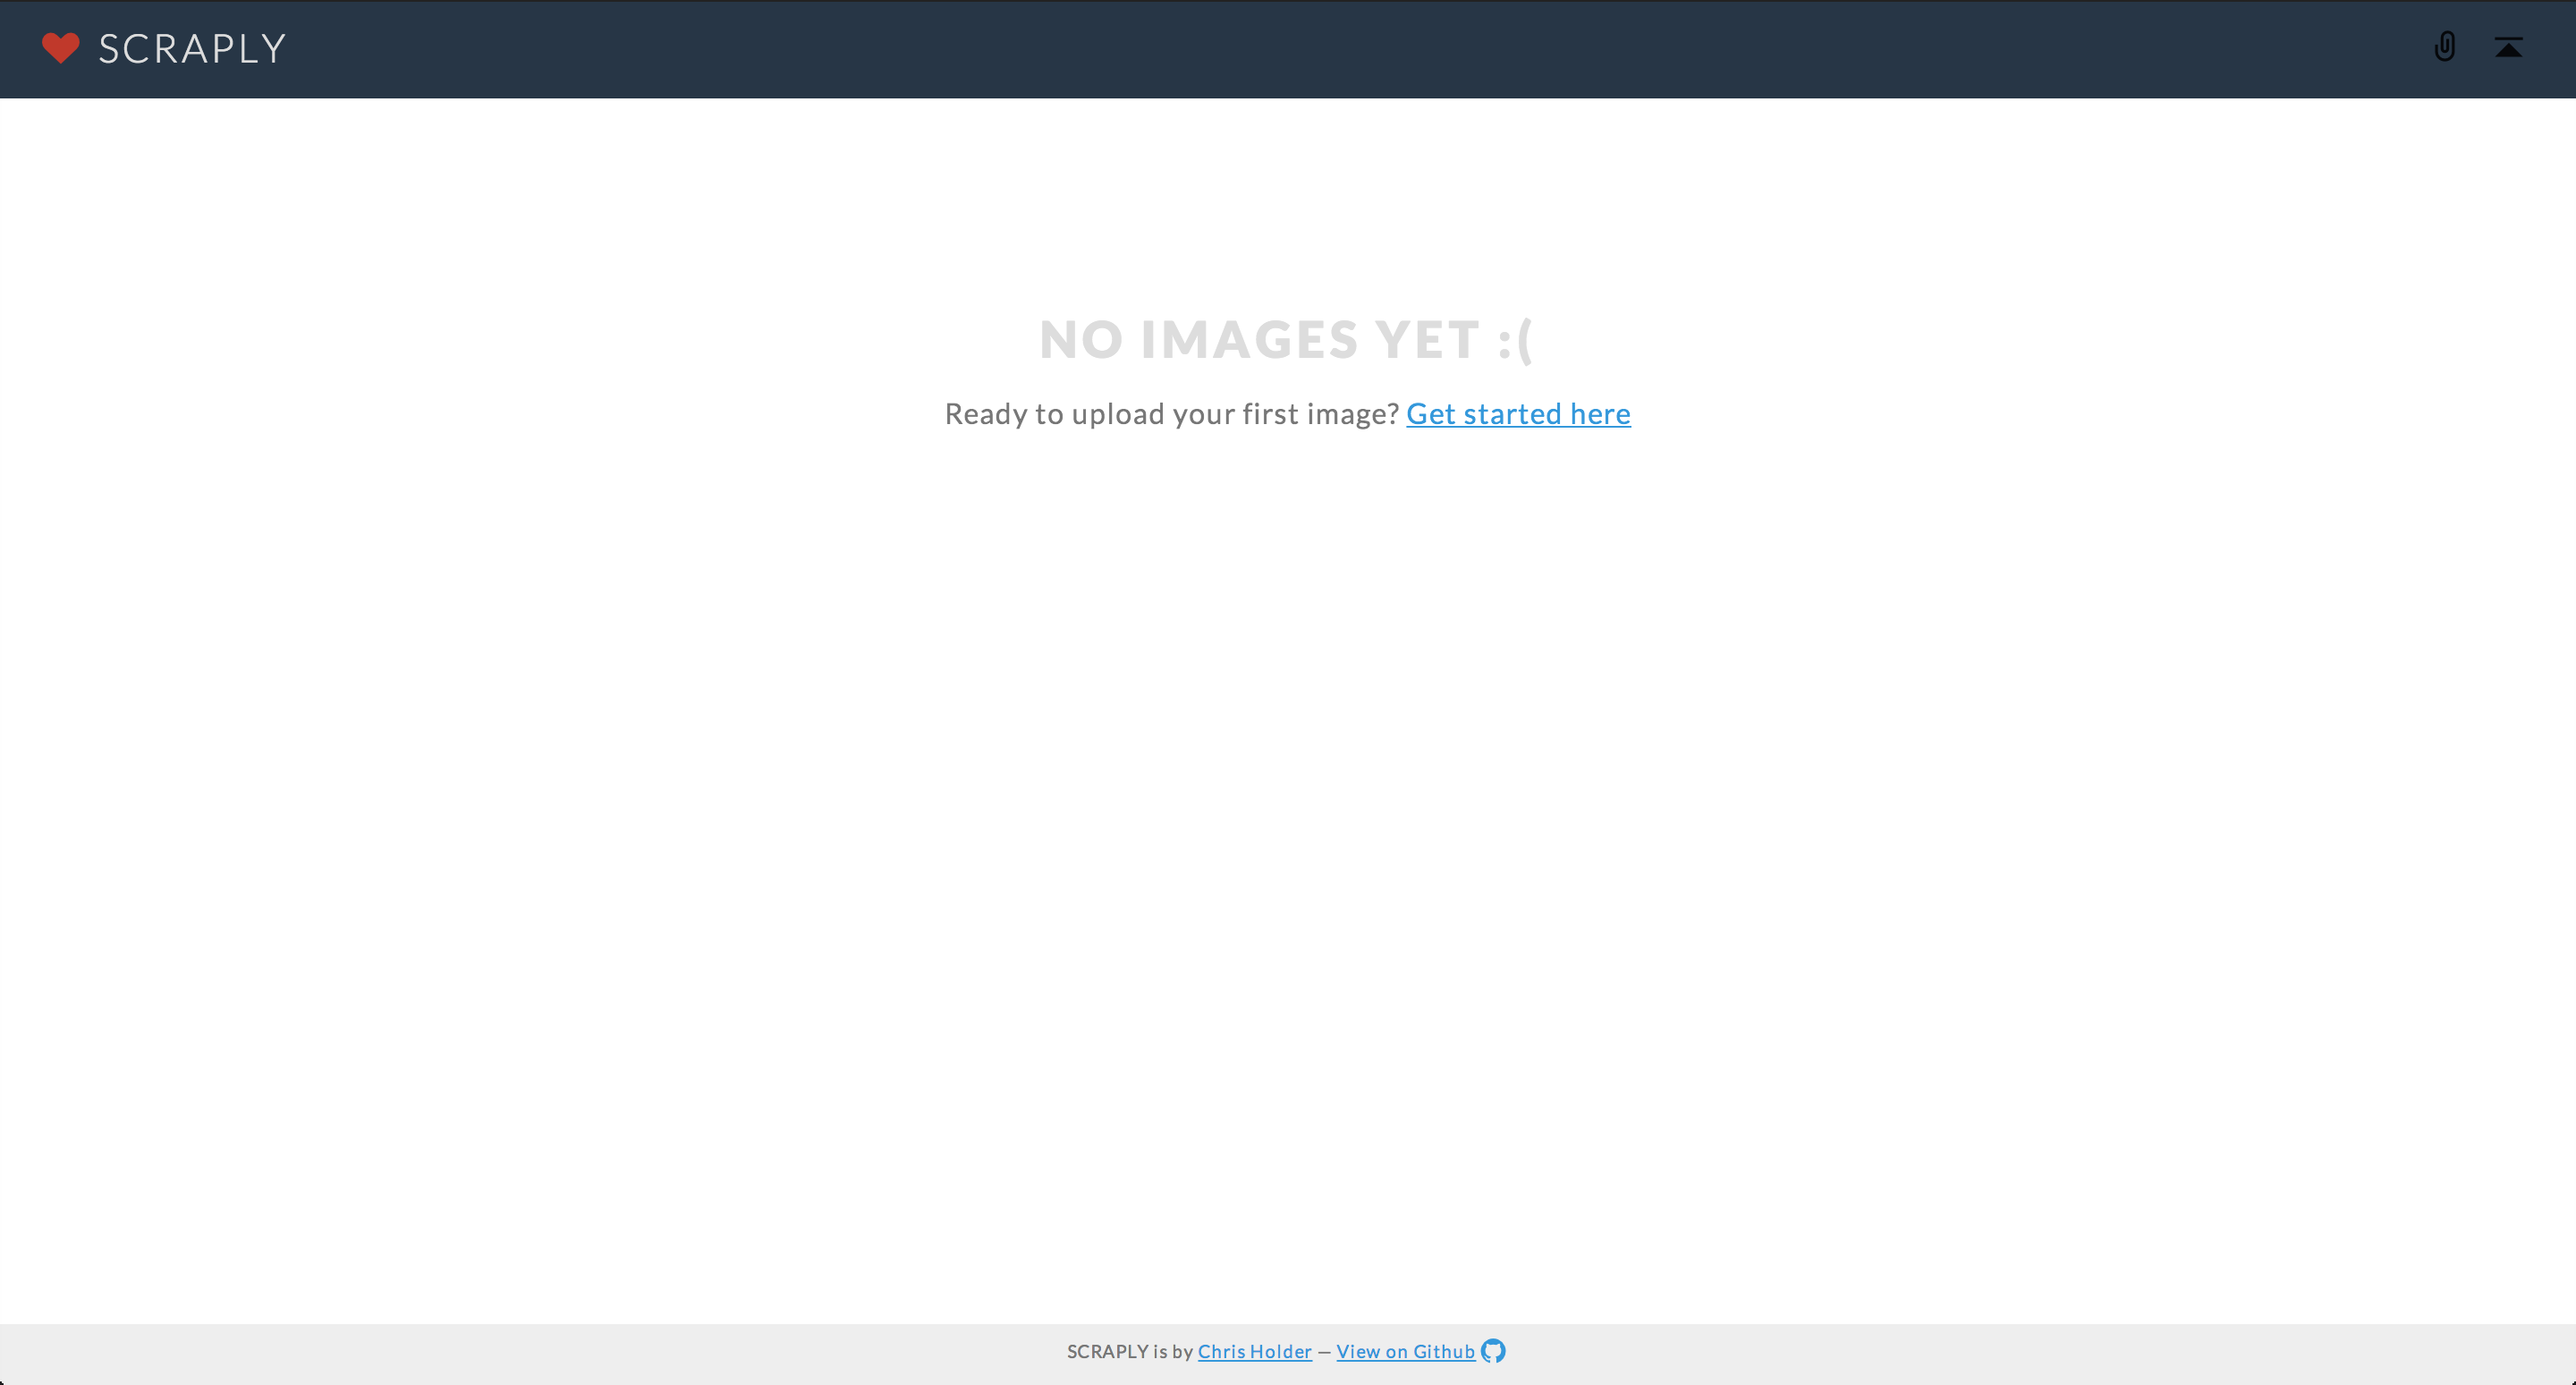 SCRAPLY
NO IMAGES YET :(
Ready to upload your first image? Get started here
SCRAPLY is by Chris Holder — View on Github